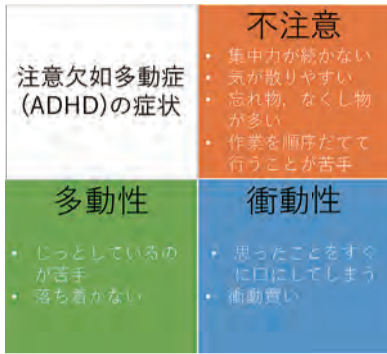 注意欠如多動症
(ADHD)の症状
不注意
• 集中力が続かない
• 気が散りやすい
• 忘れ物，なくし物
が多い
• 作業を順序だてて
行うことが苦手
多動性
• じっとしているの
が苦手
• 落ち着かない
衝動性
• 思ったことをすぐ
に口にしてしまう
• 衝動買い